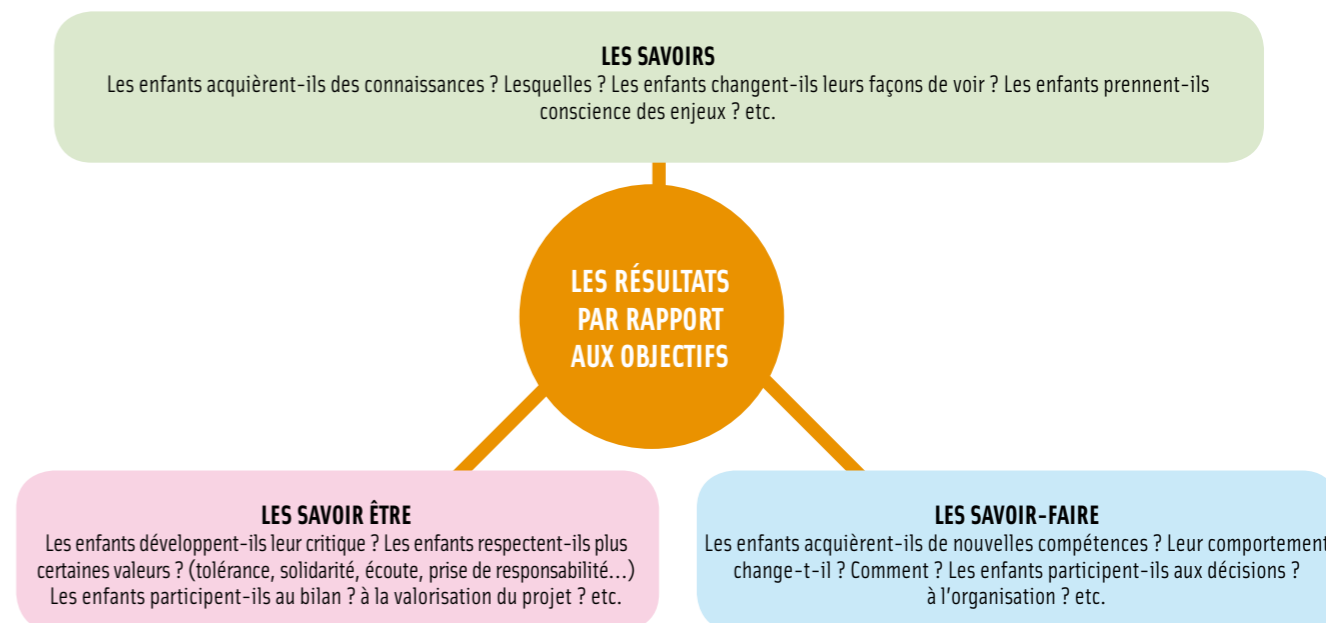 LES SAVOIRS
Les enfants acquièrent-ils des connaissances ? Lesquelles ? Les enfants changent-ils leurs façons de voir ? Les enfants prennent-ils
conscience des enjeux ? etc.
LES RÉSULTATS
PAR RAPPORT
AUX OBJECTIFS
LES SAVOIR ÊTRE
Les enfants développent-ils leur critique ? Les enfants respectent-ils plus
certaines valeurs ? (tolérance, solidarité, écoute, prise de responsabilité...)
Les enfants participent-ils au bilan ? à la valorisation du projet ? etc.
LES SAVOIR-FAIRE
Les enfants acquièrent-ils de nouvelles compétences ? Leur comportement
change-t-il ? Comment ? Les enfants participent-ils aux décisions ?
à l'organisation ? etc.